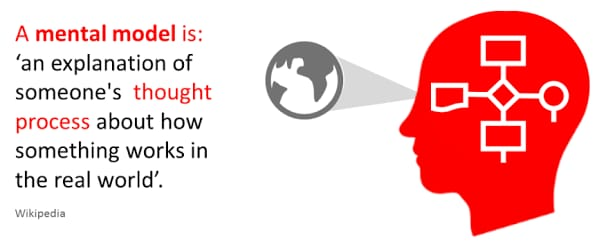 A mental model is:
‘an explanation of
someone's thought
process about how
something works in
the real world’.
Wikipedia